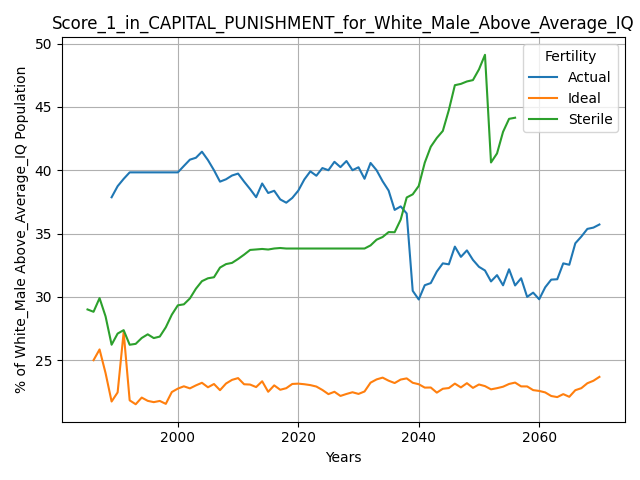 Score_1_in_CAPITAL_PUNISHMENT_for_White_Male_Above_Average_IQ
% of White_Male Above_Average_IQ Population
50
45
40
35
30
25
Fertility
Actual
Ideal
Sterile
2000
2020
2040
2060
Years